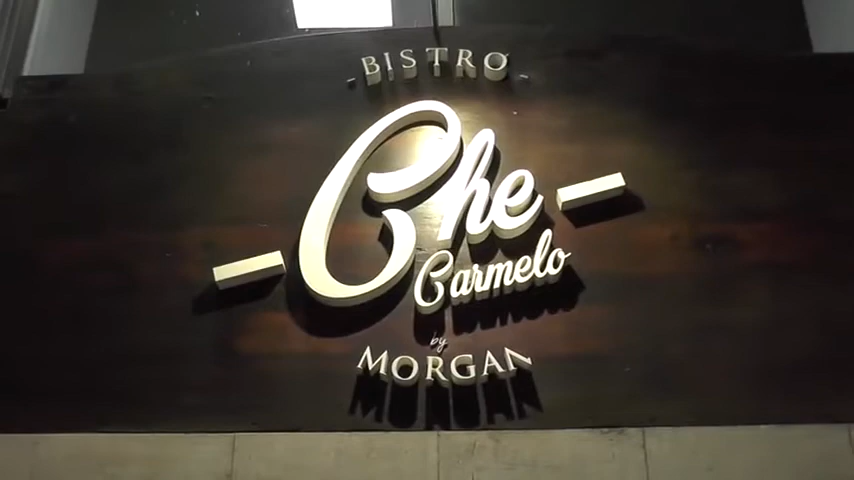 BISTRO
Che
Carmelo
by
MORGAN